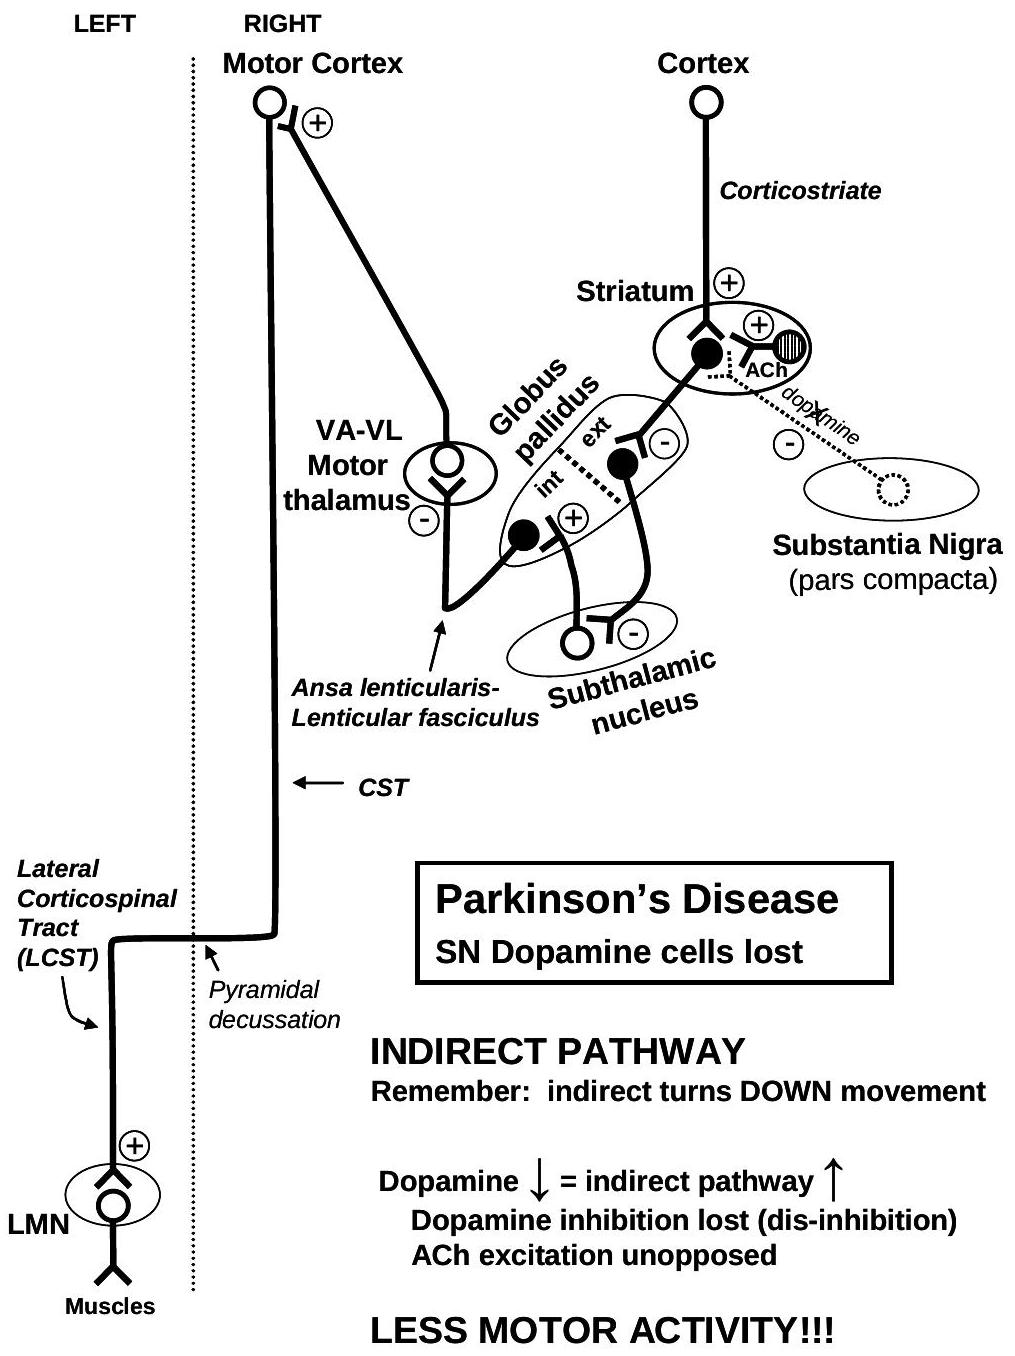 LEFT
RIGHT
Motor Cortex
Cortex
+
Corticostriate
+
Striatum
+
ACh
dopamine
-
Globus
pallidus
ext
-
int
+
VA-VL
Motor
thalamus
-
Substantia Nigra
(pars compacta)
-
Subthalamic
nucleus
Ansa lenticularis-
Lenticular fasciculus
CST
Lateral
Corticospinal
Tract
(LCST)
Pyramidal
decussation
Parkinson's Disease
SN Dopamine cells lost
INDIRECT PATHWAY
Remember: indirect turns DOWN movement
+
LMN
Muscles
Dopamine ↓ = indirect pathway ↑
Dopamine inhibition lost (dis-inhibition)
ACh excitation unopposed
LESS MOTOR ACTIVITY!!!